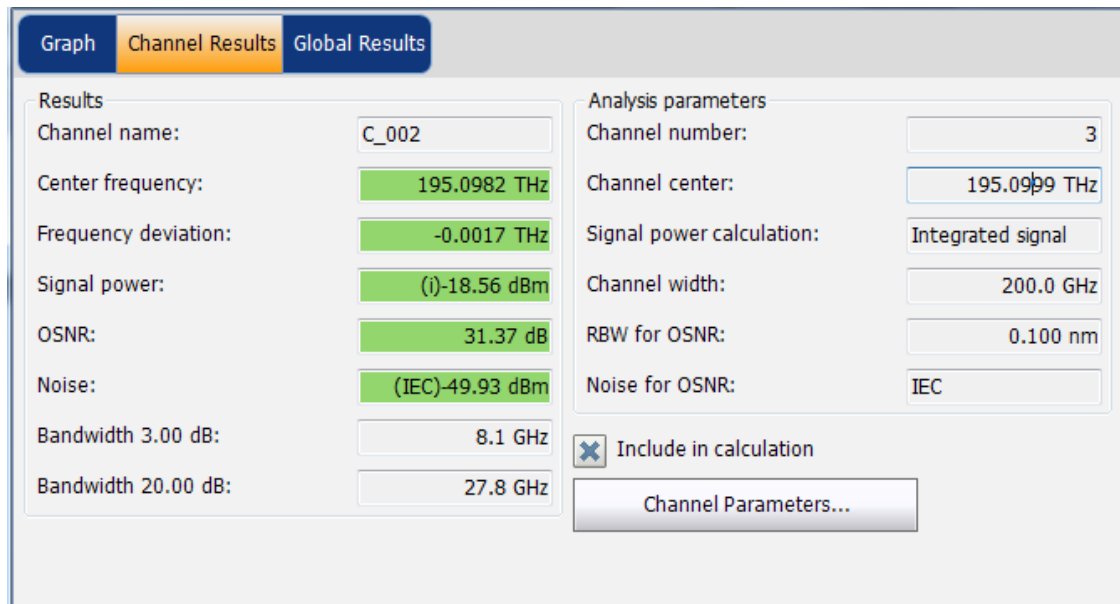 Graph Channel Results Global Results
Results
Channel name: C_002
Center frequency: 195.0982 THz
Frequency deviation: -0.0017 THz
Signal power: (i)-18.56 dBm
OSNR: 31.37 dB
Noise: (IEC)-49.93 dBm
Bandwidth 3.00 dB: 8.1 GHz
Bandwidth 20.00 dB: 27.8 GHz
Analysis parameters
Channel number: 3
Channel center: 195.0999 THz
Signal power calculation: Integrated signal
Channel width: 200.0 GHz
RBW for OSNR: 0.100 nm
Noise for OSNR: IEC
Include in calculation
Channel Parameters...